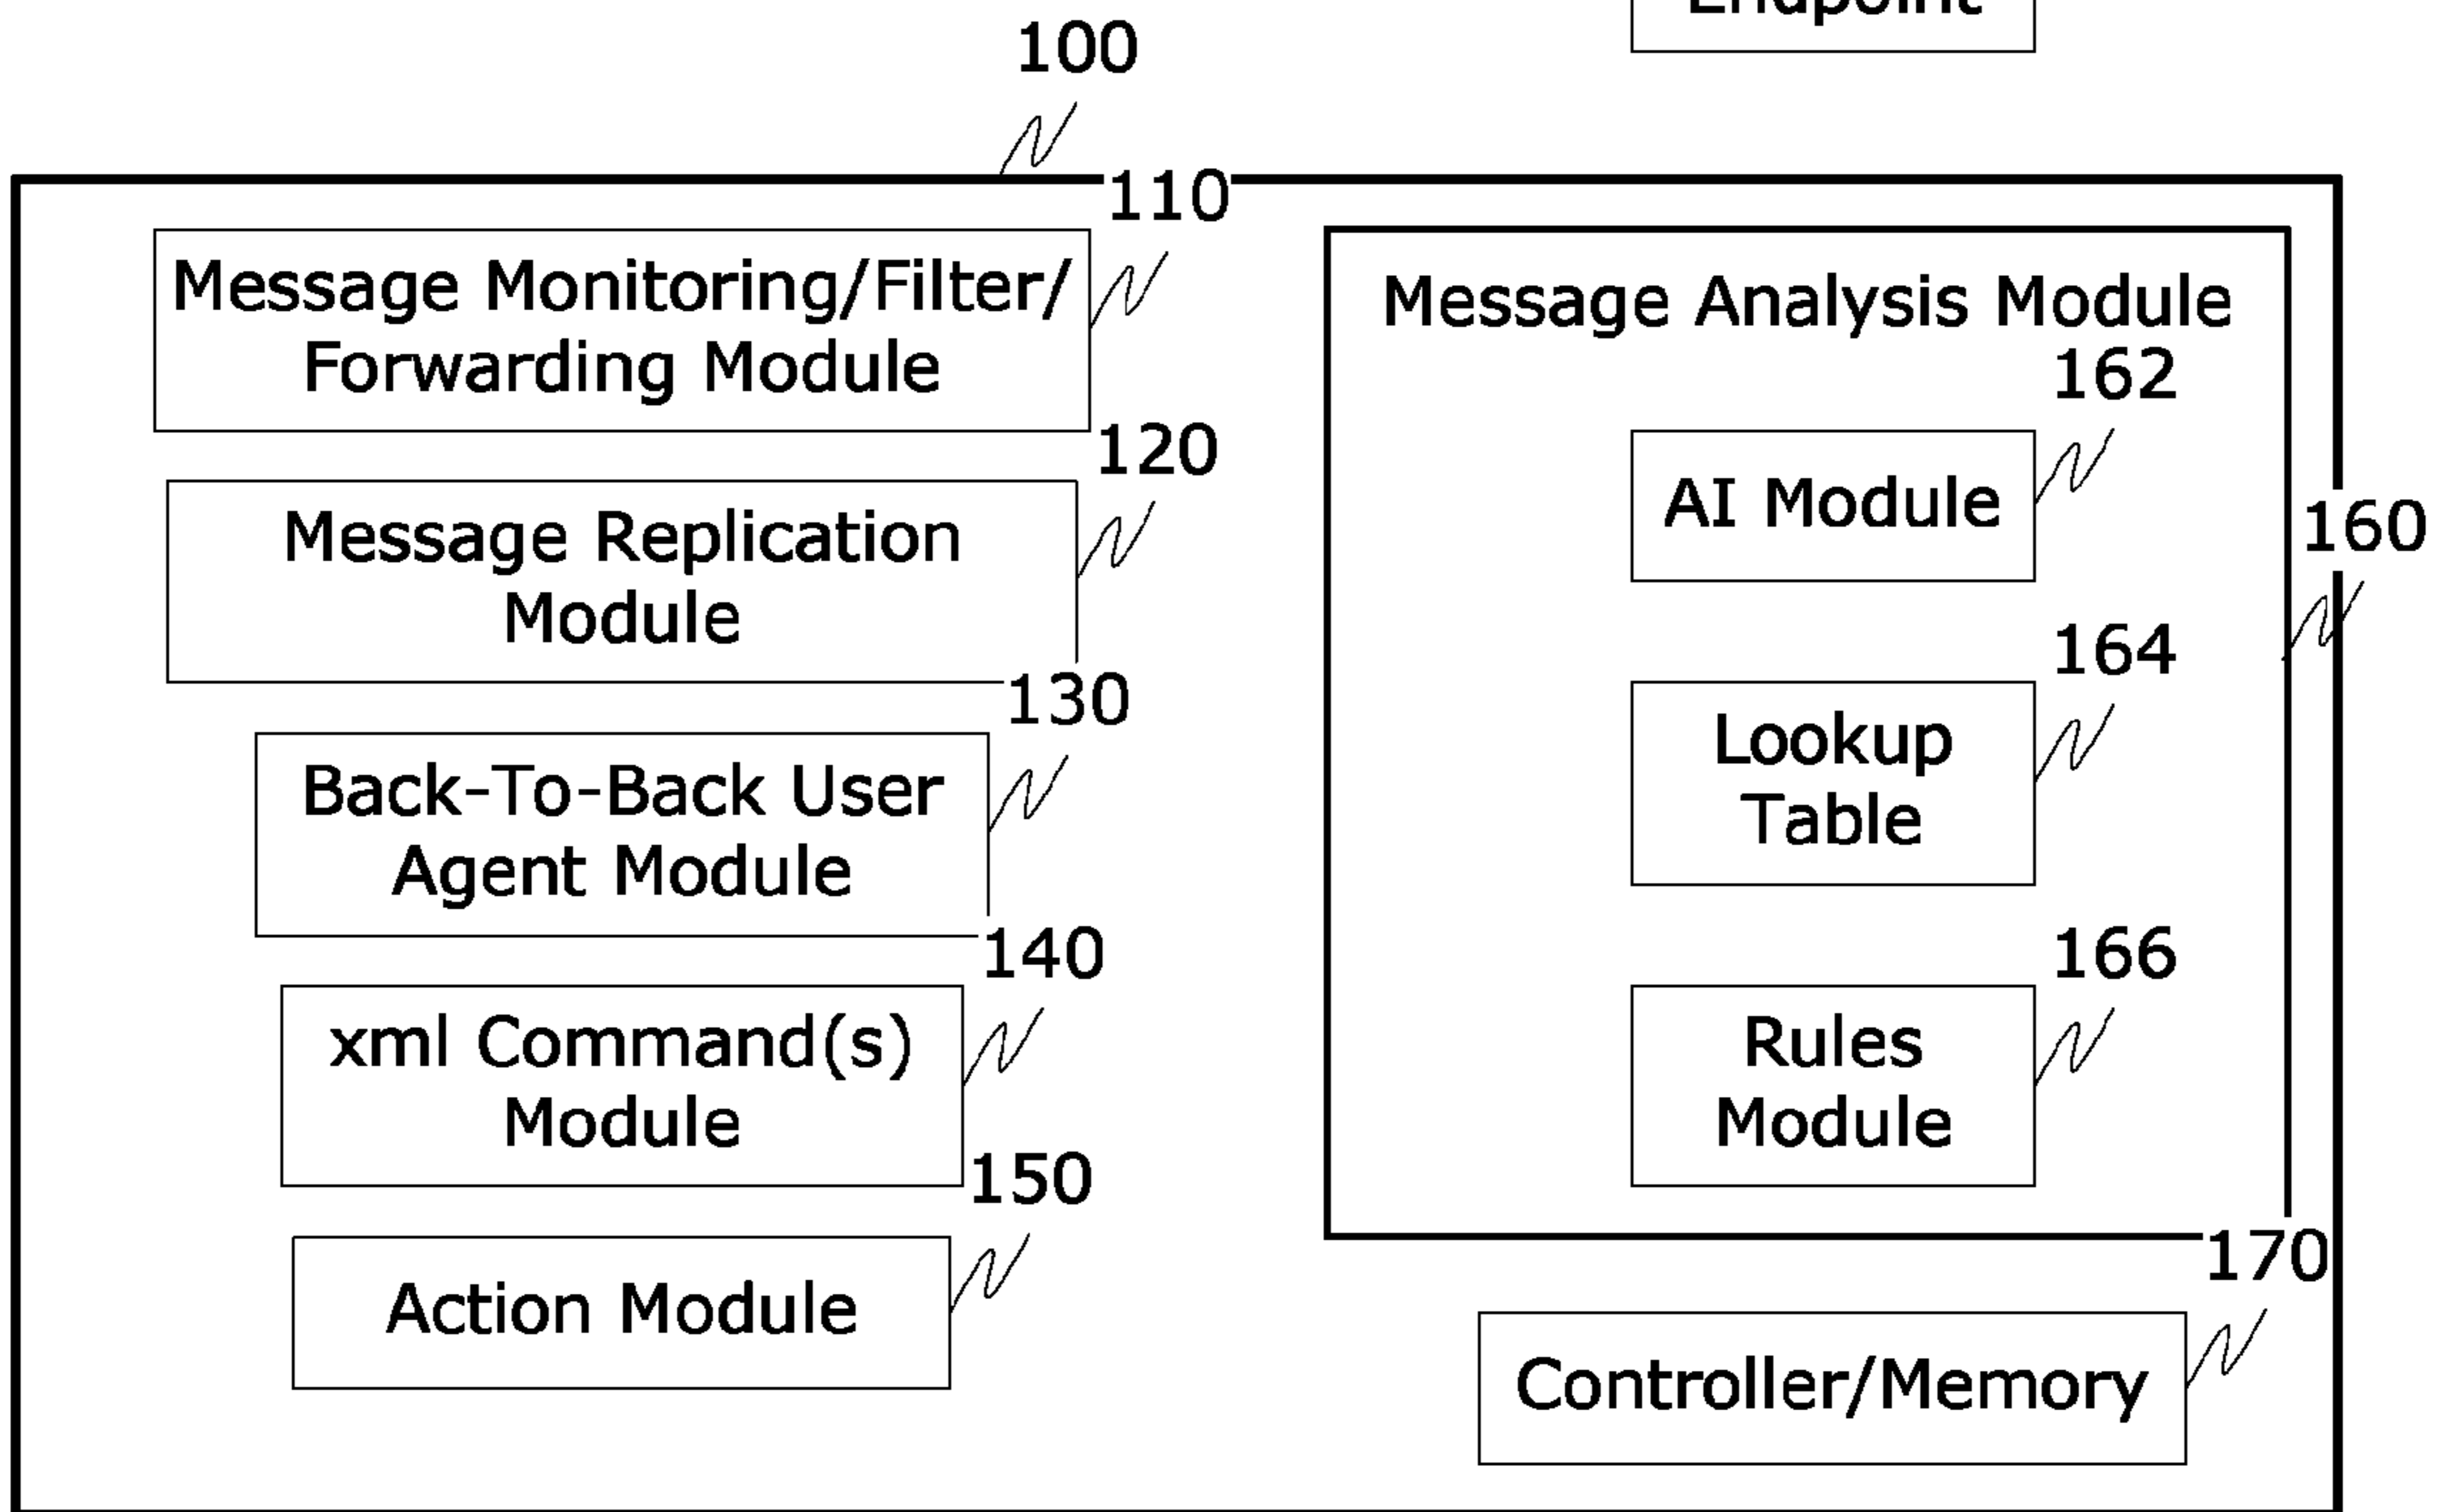 Endpoint
100
110
Message Monitoring/Filter/
Forwarding Module
120
Message Replication
Module
130
Back-To-Back User
Agent Module
140
xml Command(s)
Module
150
Action Module
Message Analysis Module
162
AI Module
160
164
Lookup
Table
166
Rules
Module
170
Controller/Memory